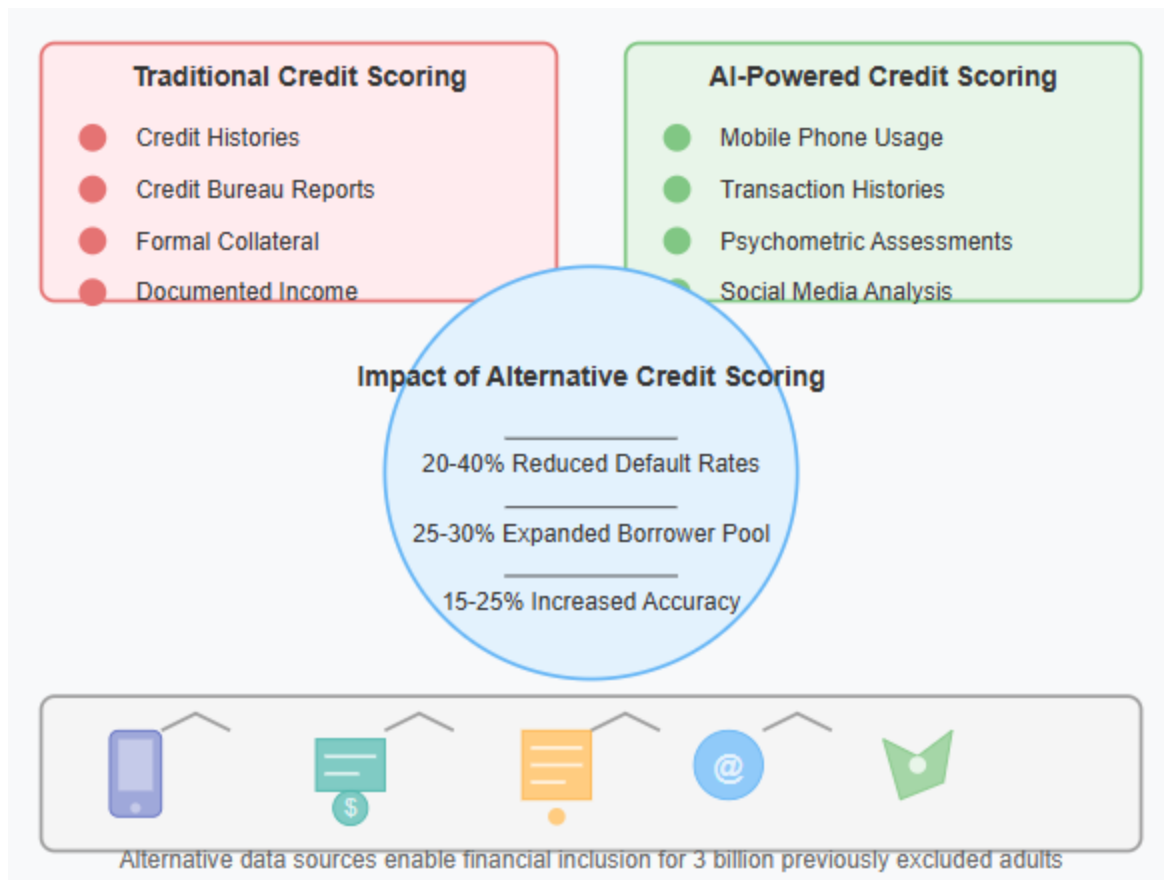 Traditional Credit Scoring
Credit Histories
Credit Bureau Reports
Formal Collateral
Documented Income
AI-Powered Credit Scoring
Mobile Phone Usage
Transaction Histories
Psychometric Assessments
Social Media Analysis
Impact of Alternative Credit Scoring
20-40% Reduced Default Rates
25-30% Expanded Borrower Pool
15-25% Increased Accuracy
$
@
Alternative data sources enable financial inclusion for 3 billion previously excluded adults